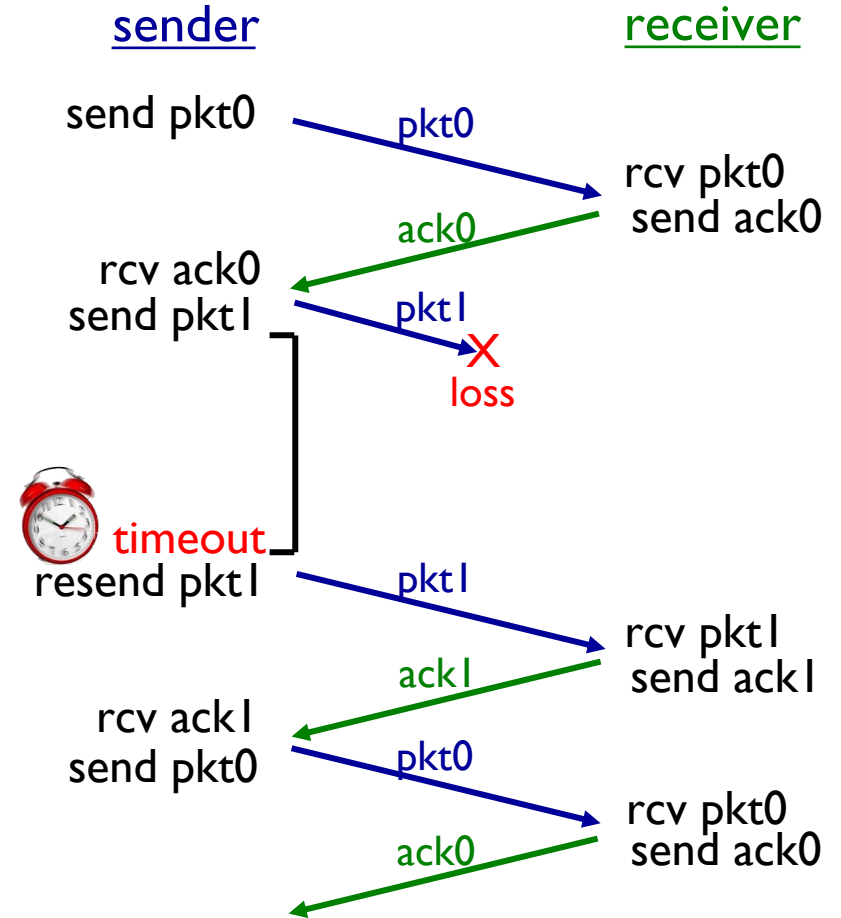 sender receiver
send pkt0
pkt0
rcv pkt0
send ack0
ack0
rcv ack0
send pkt1
pkt1
X
loss
timeout
resend pkt1
pkt1
rcv pkt1
send ack1
ack1
rcv ack1
send pkt0
pkt0
rcv pkt0
send ack0
ack0